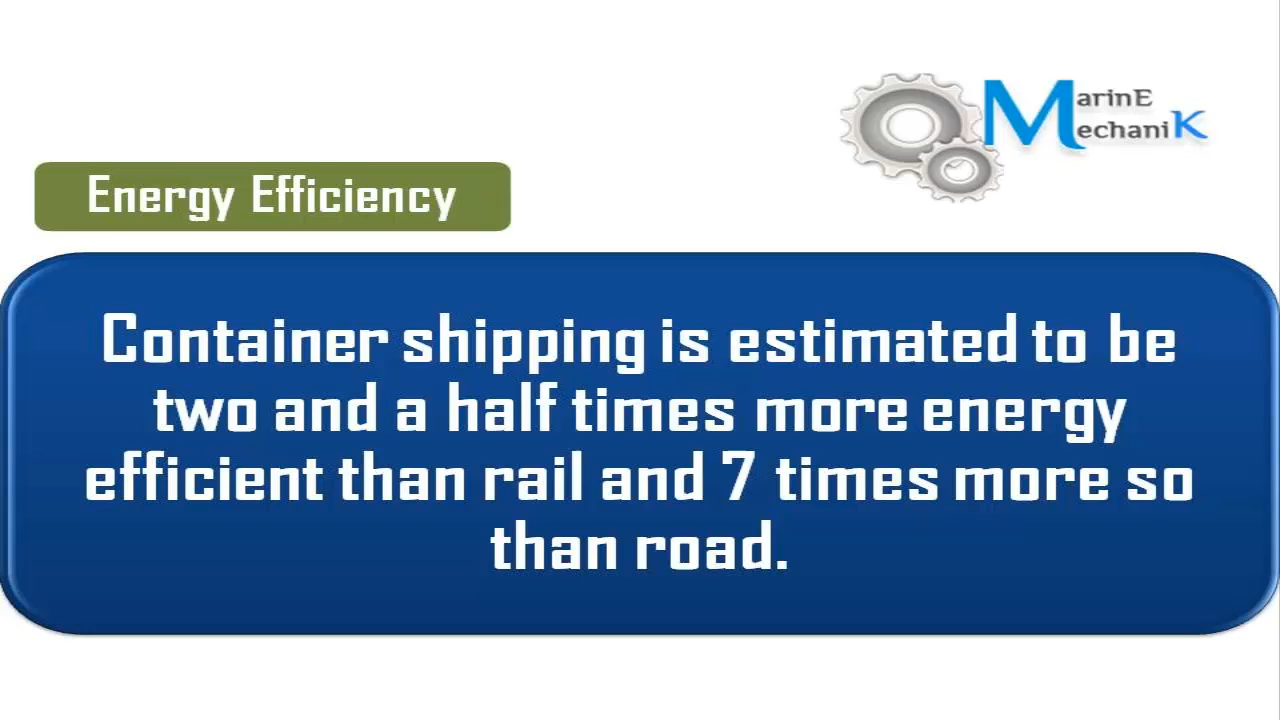 MarinE
MechaniK
Energy Efficiency
Container shipping is estimated to be
two and a half times more energy
efficient than rail and 7 times more so
than road.